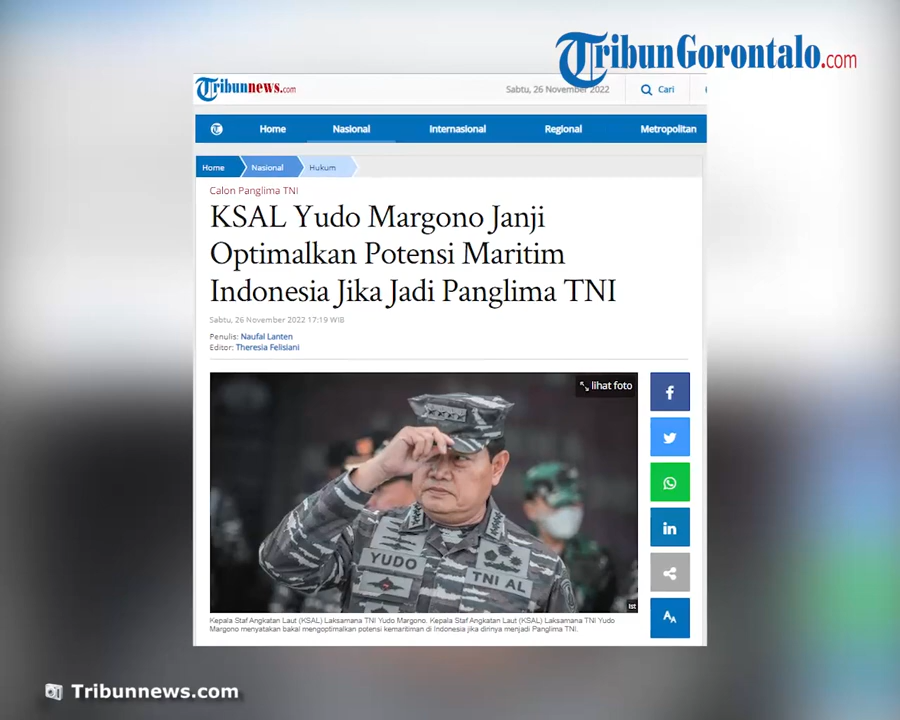 TribunGorontalo.com
Tribunnews.com
Sabtu, 26 November 2022
Cari
Home Nasional Internasional Regional Metropolitan
Home Nasional Hukum
Calon Panglima TNI
KSAL Yudo Margono Janji
Optimalkan Potensi Maritim
Indonesia Jika Jadi Panglima TNI
Sabtu, 26 November 2022 17:19 WIB
Penulis: Naufal Lanten
Editor: Theresia Felisiani
lihat foto
YUDO
TNI AL
Ist
Kepala Staf Angkatan Laut (KSAL) Laksamana TNI Yudo Margono. Kepala Staf Angkatan Laut (KSAL) Laksamana TNI Yudo
Margono menyatakan bakal mengoptimalkan potensi kemaritiman di Indonesia jika dirinya menjadi Panglima TNI.
Tribunnews.com